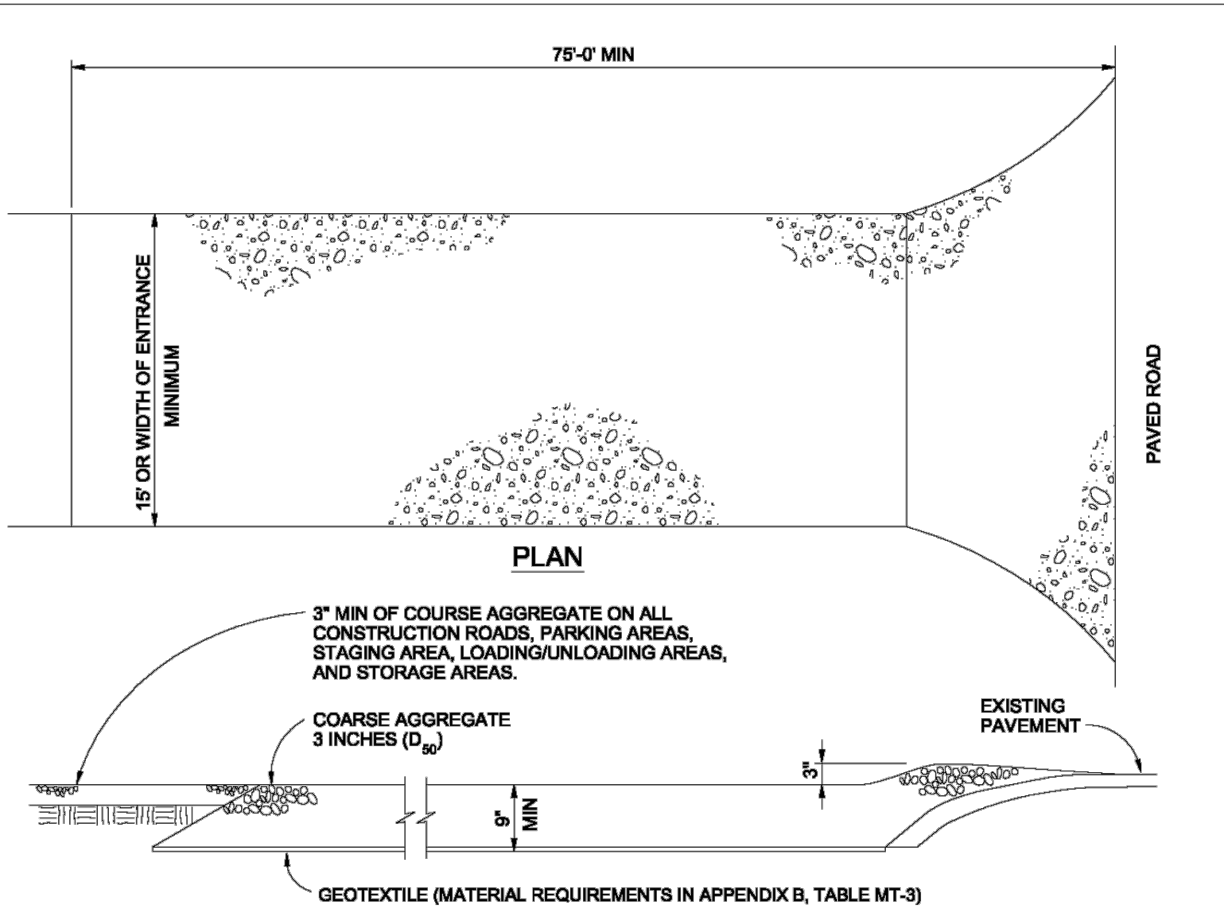 75'-0' MIN
15' OR WIDTH OF ENTRANCE
MINIMUM
PAVED ROAD
PLAN
3" MIN OF COURSE AGGREGATE ON ALL
CONSTRUCTION ROADS, PARKING AREAS,
STAGING AREA, LOADING/UNLOADING AREAS,
AND STORAGE AREAS.
COARSE AGGREGATE
3 INCHES (D50)
EXISTING
PAVEMENT
3"
9"
MIN
GEOTEXTILE (MATERIAL REQUIREMENTS IN APPENDIX B, TABLE MT-3)